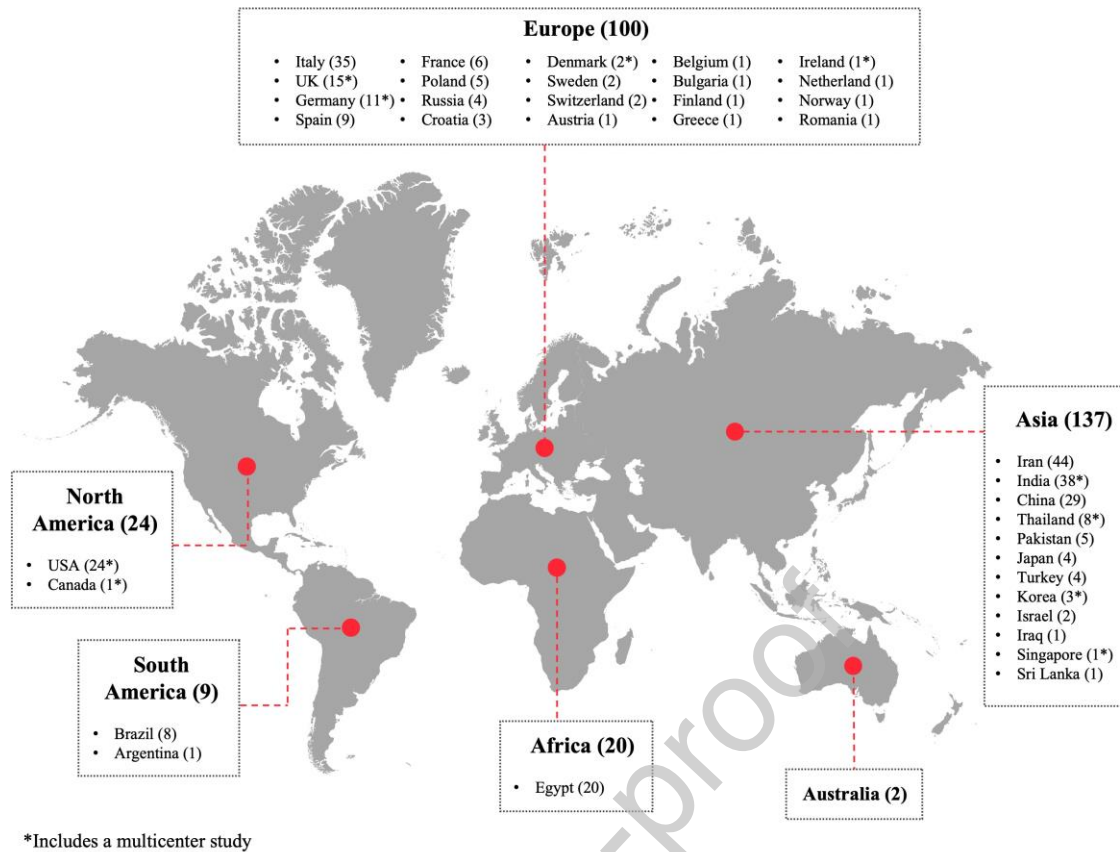 Europe (100)
• Italy (35)
• UK (15*)
• Germany (11*)
• Spain (9)
• France (6)
• Poland (5)
• Russia (4)
• Croatia (3)
• Denmark (2*)
• Sweden (2)
• Switzerland (2)
• Austria (1)
• Belgium (1)
• Bulgaria (1)
• Finland (1)
• Greece (1)
• Ireland (1*)
• Netherland (1)
• Norway (1)
• Romania (1)
North
America (24)
• USA (24*)
• Canada (1*)
South
America (9)
• Brazil (8)
• Argentina (1)
Africa (20)
• Egypt (20)
Asia (137)
• Iran (44)
• India (38*)
• China (29)
• Thailand (8*)
• Pakistan (5)
• Japan (4)
• Turkey (4)
• Korea (3*)
• Israel (2)
• Iraq (1)
• Singapore (1*)
• Sri Lanka (1)
Australia (2)
*Includes a multicenter study
-proof